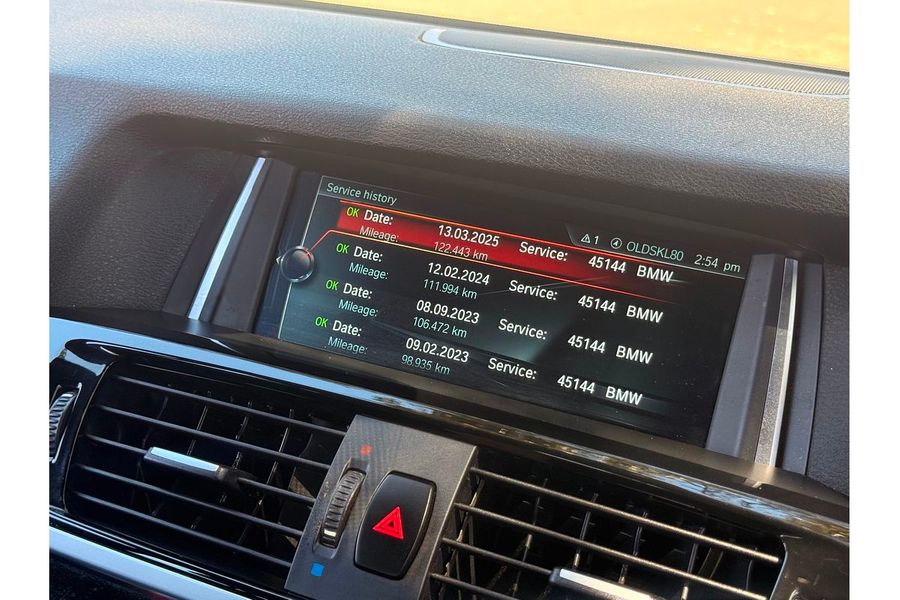 Service history
1 OLDSKL80 2:54 pm
OK Date: 13.03.2025 Service: 45144 BMW
Mileage: 122.443 km
OK Date: 12.02.2024 Service: 45144 BMW
Mileage: 111.994 km
OK Date: 08.09.2023 Service: 45144 BMW
Mileage: 106.472 km
OK Date: 09.02.2023 Service: 45144 BMW
Mileage: 98.935 km